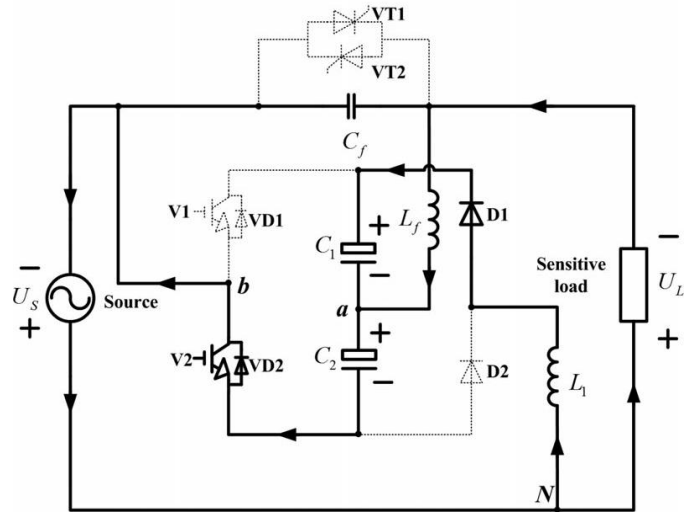 VT1
VT2
C_f
V1
VD1
+
L_f
D1
C_1
−
−
−
U_S
Source
b
a
Sensitive
load
U_L
+
+
+
V2
VD2
C_2
−
D2
L_1
N